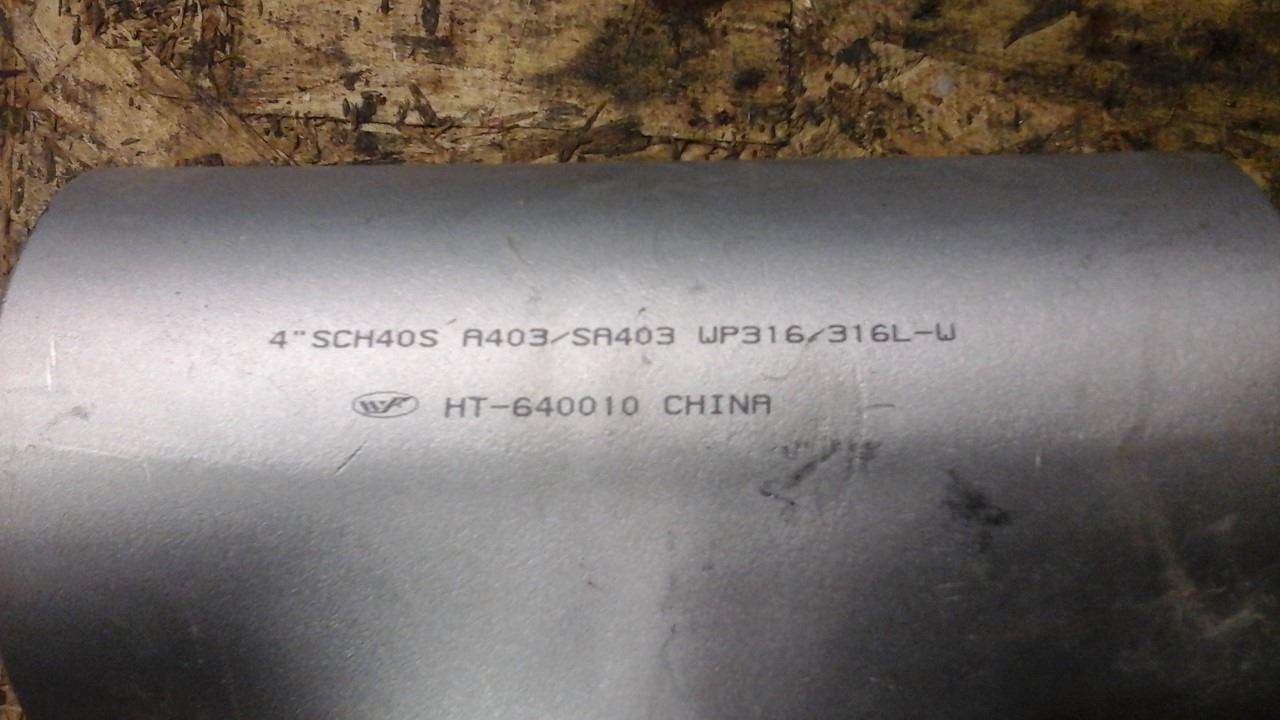 4"SCH40S A403/SA403 WP316/316L-W
HT-640010 CHINA